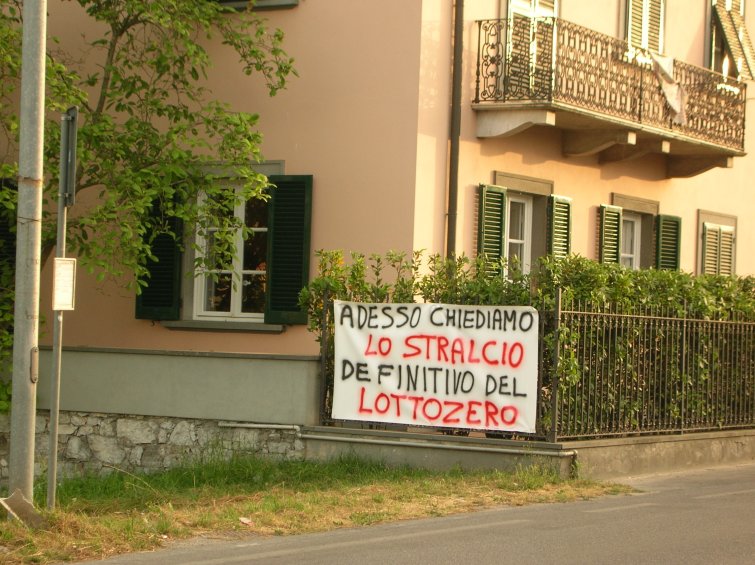 ADESSO CHIEDIAMO
LO STRALCIO
DEFINITIVO DEL
LOTTOZERO